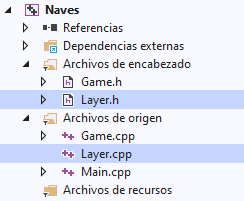 Naves
Referencias
Dependencias externas
Archivos de encabezado
Game.h
Layer.h
Archivos de origen
Game.cpp
Layer.cpp
Main.cpp
Archivos de recursos